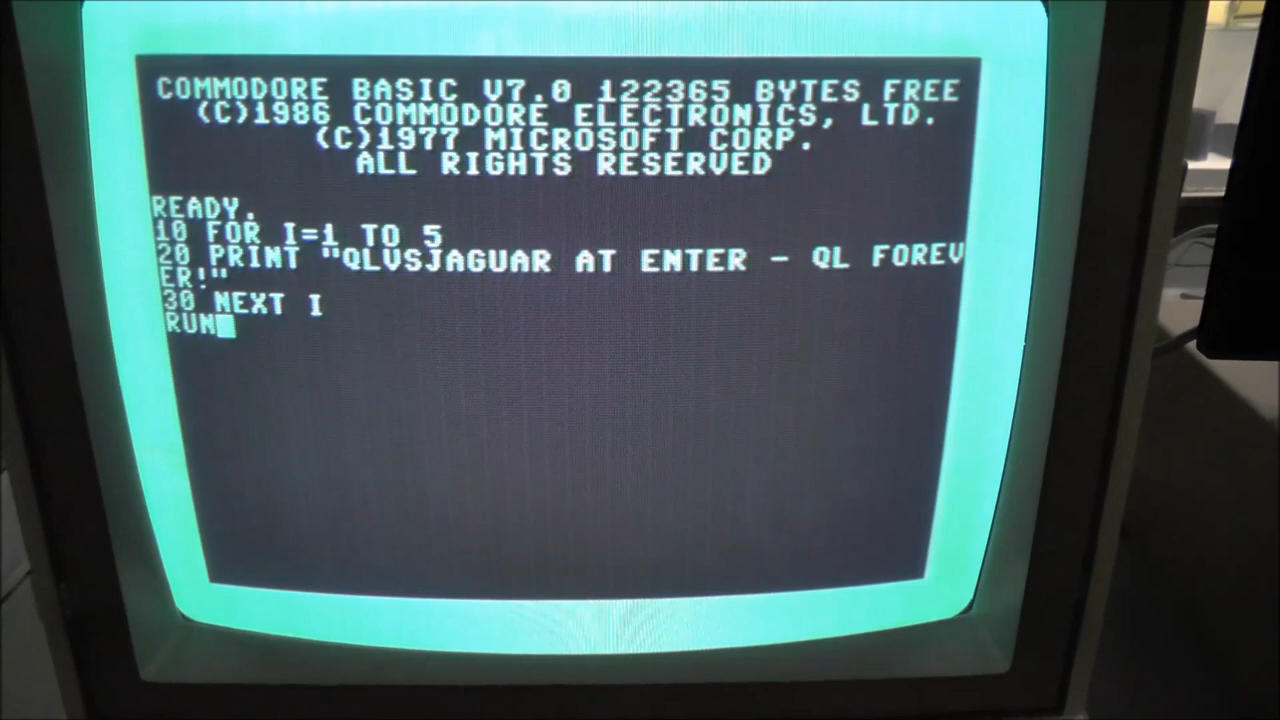 COMMODORE BASIC V7.0 122365 BYTES FREE
(C)1986 COMMODORE ELECTRONICS, LTD.
(C)1977 MICROSOFT CORP.
ALL RIGHTS RESERVED
READY.
10 FOR I=1 TO 5
20 PRINT "QLVSJAGUAR AT ENTER - QL FOREV
ER!"
30 NEXT I
RUN